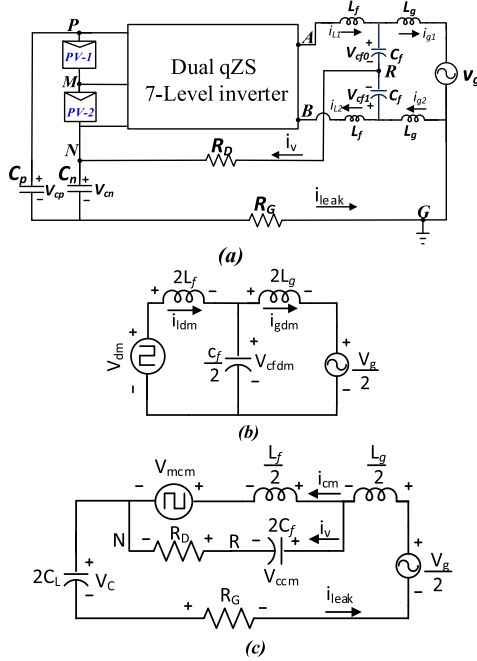 P
PV-1
M
PV-2
N
Dual qZS
7-Level inverter
A
B
L_f
L_g
i_L1
i_g1
V_cf0
C_f
R
V_cf1
C_f
i_L2
i_g2
L_f
L_g
v_g
R_D
i_v
C_p
V_cp
C_n
V_cn
R_G
i_leak
G
(a)
2L_f
2L_g
i_ldm
i_gdm
V_dm
C_f/2
V_cfdm
V_g/2
(b)
V_mcm
L_f/2
i_cm
L_g/2
N
R_D
R
2C_f
i_v
V_ccm
2C_L
V_C
V_g/2
R_G
i_leak
(c)